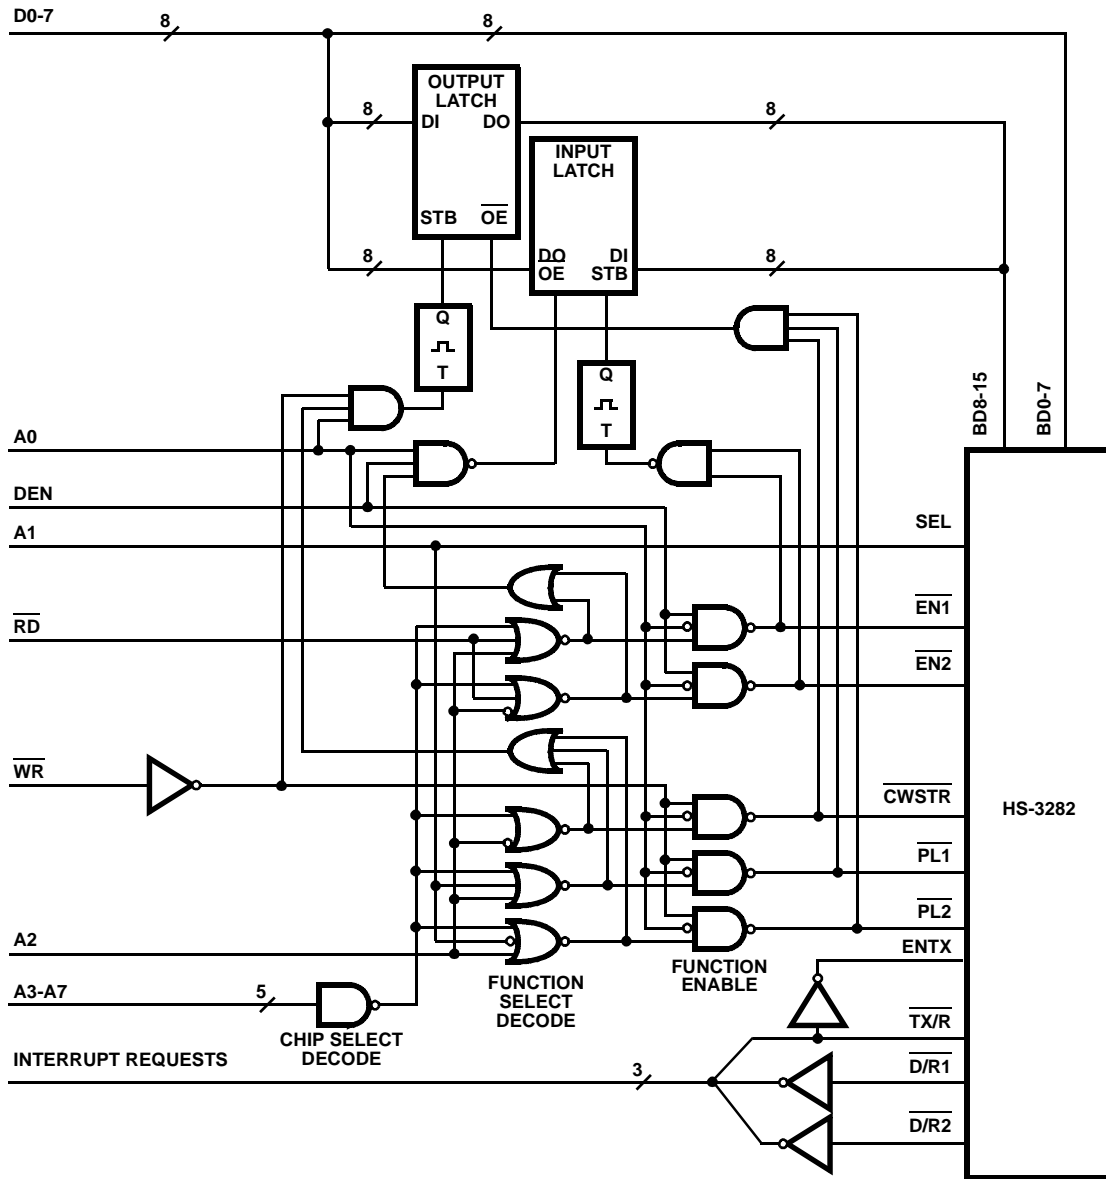 D0-7
8
8
OUTPUT
LATCH
8
DI DO
8
INPUT
LATCH
STB OE
8
DO DI
8
OE STB
Q
T
Q
T
BD8-15
BD0-7
A0
DEN
SEL
A1
EN1
RD
EN2
WR
CWSTR
HS-3282
PL1
PL2
A2
ENTX
FUNCTION
ENABLE
FUNCTION
SELECT
DECODE
A3-A7
5
TX/R
CHIP SELECT
DECODE
INTERRUPT REQUESTS
3
D/R1
D/R2